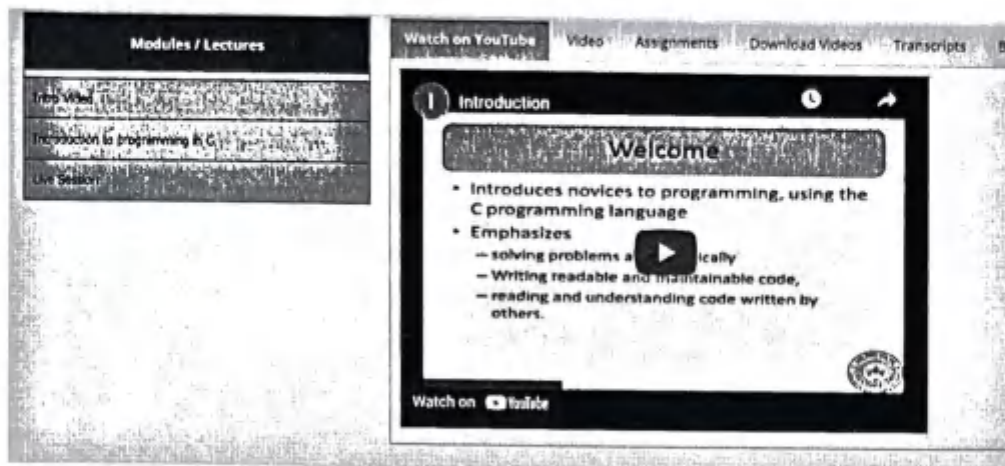 Modules / Lectures
Intro Video
Introduction to programming in C
Live Session
Watch on YouTube Video Assignments Download Videos Transcripts
Introduction
Welcome
• Introduces novices to programming, using the
C programming language
• Emphasizes
– solving problems a ically
– Writing readable and maintainable code,
– reading and understanding code written by
others.
Watch on YouTube